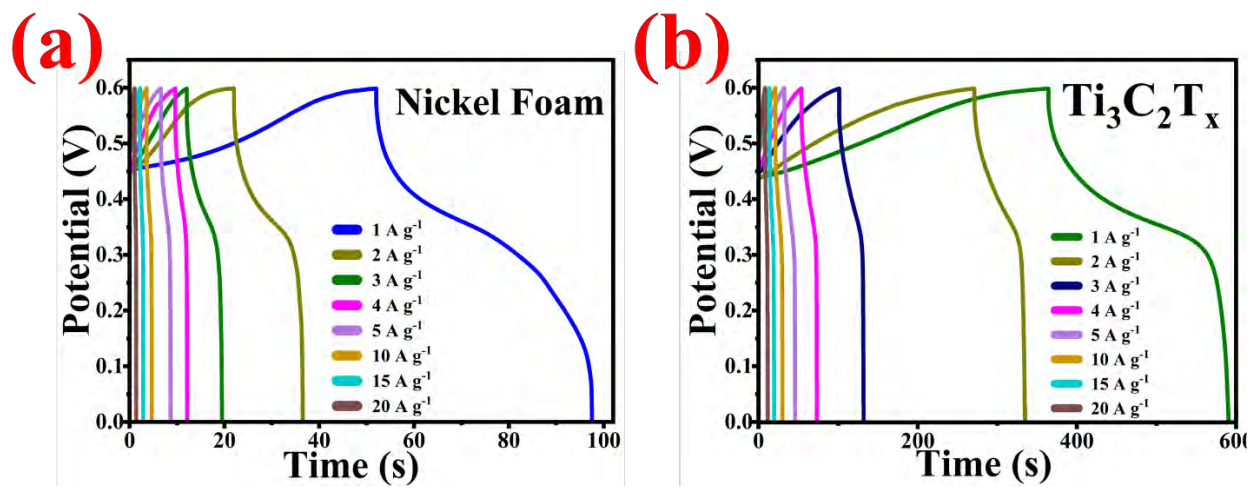 (a)
Nickel Foam
Potential (V)
0.6
0.5
0.4
0.3
0.2
0.1
0.0
1 A g⁻¹
2 A g⁻¹
3 A g⁻¹
4 A g⁻¹
5 A g⁻¹
10 A g⁻¹
15 A g⁻¹
20 A g⁻¹
0 20 40 60 80 100
Time (s)
(b)
Ti₃C₂Tₓ
Potential (V)
0.6
0.5
0.4
0.3
0.2
0.1
0.0
1 A g⁻¹
2 A g⁻¹
3 A g⁻¹
4 A g⁻¹
5 A g⁻¹
10 A g⁻¹
15 A g⁻¹
20 A g⁻¹
0 200 400 600
Time (s)